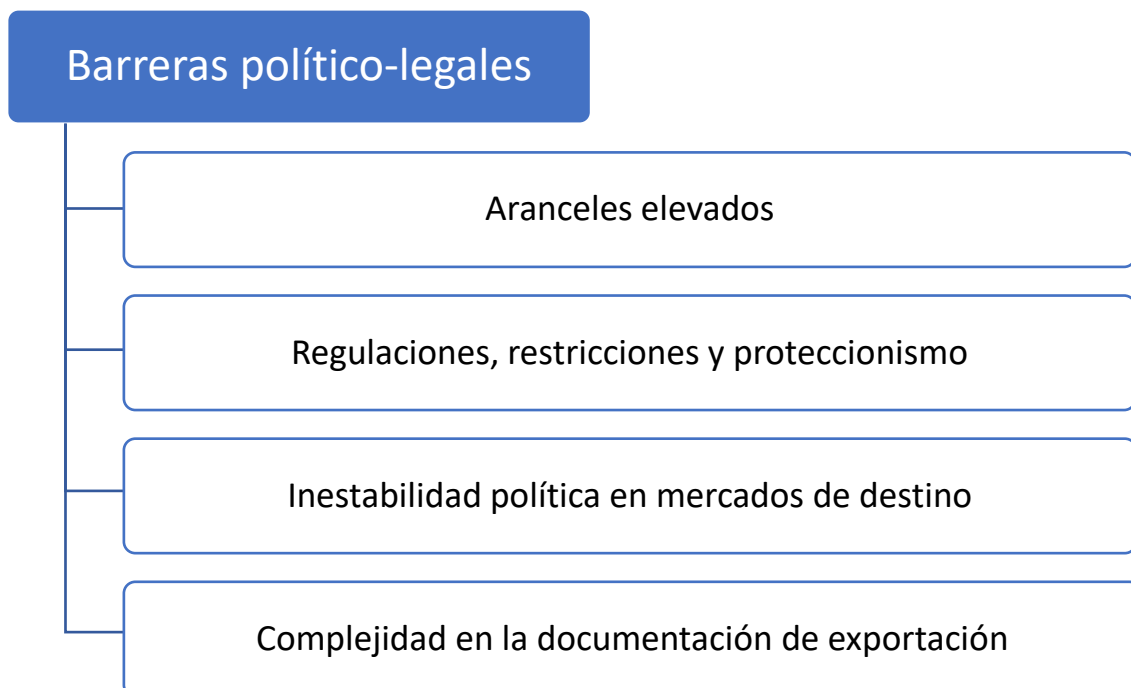 Barreras político-legales
Aranceles elevados
Regulaciones, restricciones y proteccionismo
Inestabilidad política en mercados de destino
Complejidad en la documentación de exportación